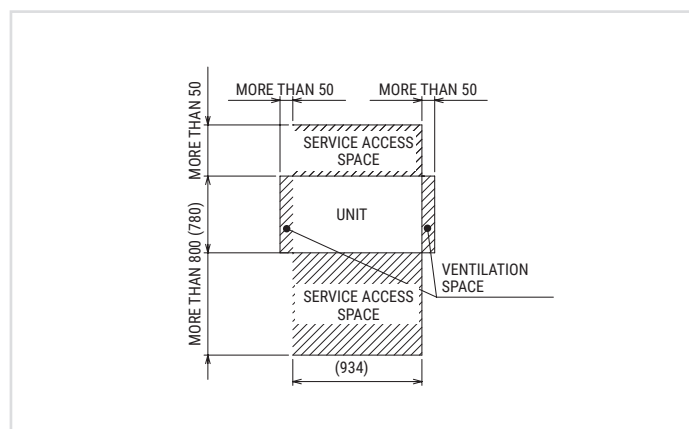 MORE THAN 50
MORE THAN 50
MORE THAN 50
SERVICE ACCESS
SPACE
UNIT
(780)
MORE THAN 800
VENTILATION
SPACE
SERVICE ACCESS
SPACE
(934)